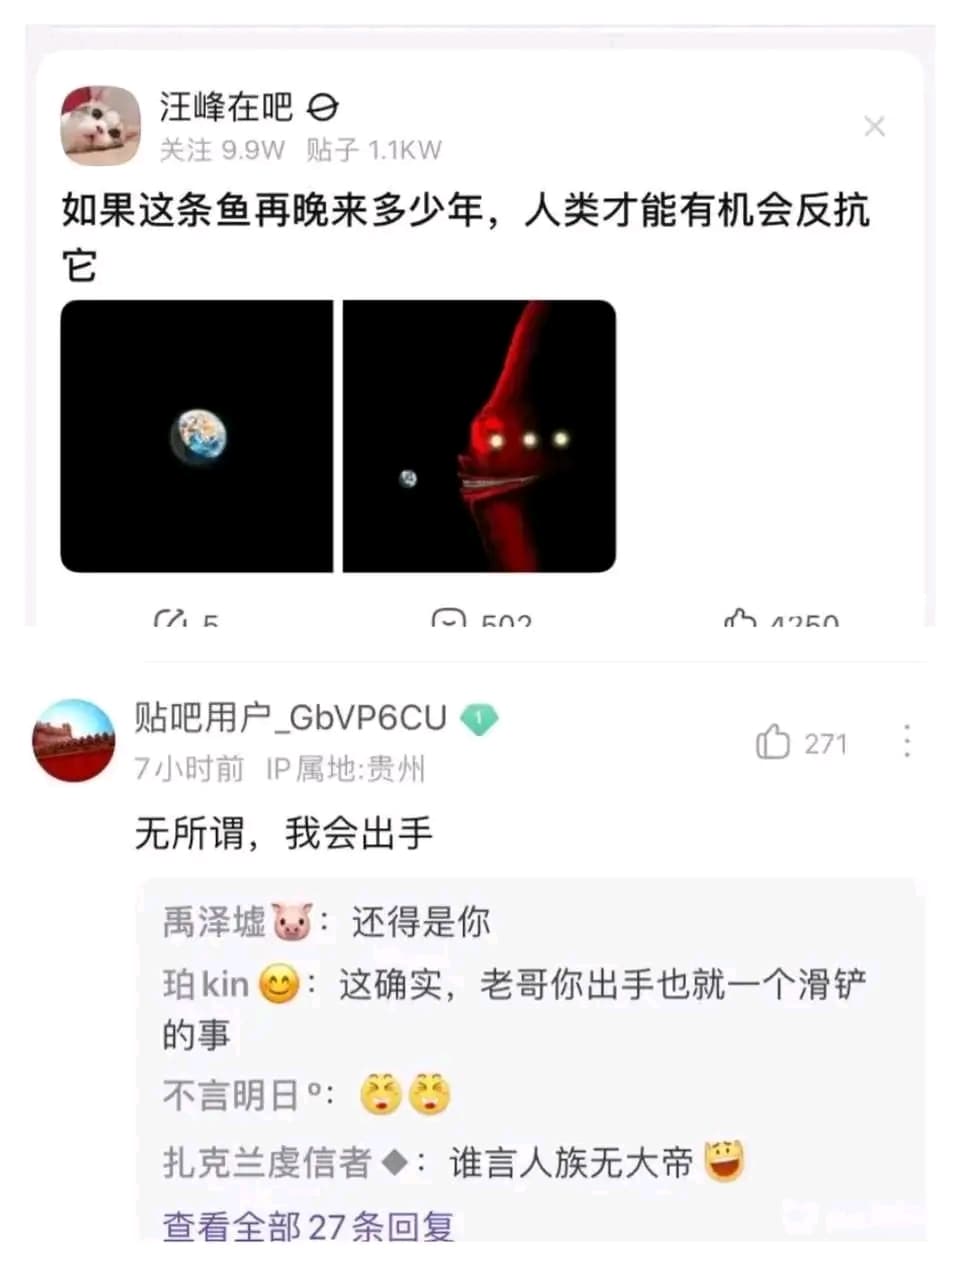 汪峰在吧
关注 9.9W 贴子 1.1KW
如果这条鱼再晚来多少年，人类才能有机会反抗
它
5 502 4250
贴吧用户_GbVP6CU 1
7小时前 IP属地:贵州 271
无所谓，我会出手
禹泽墟🐷：还得是你
珀kin😊：这确实，老哥你出手也就一个滑铲
的事
不言明日º：
扎克兰虔信者◆：谁言人族无大帝
查看全部27条回复